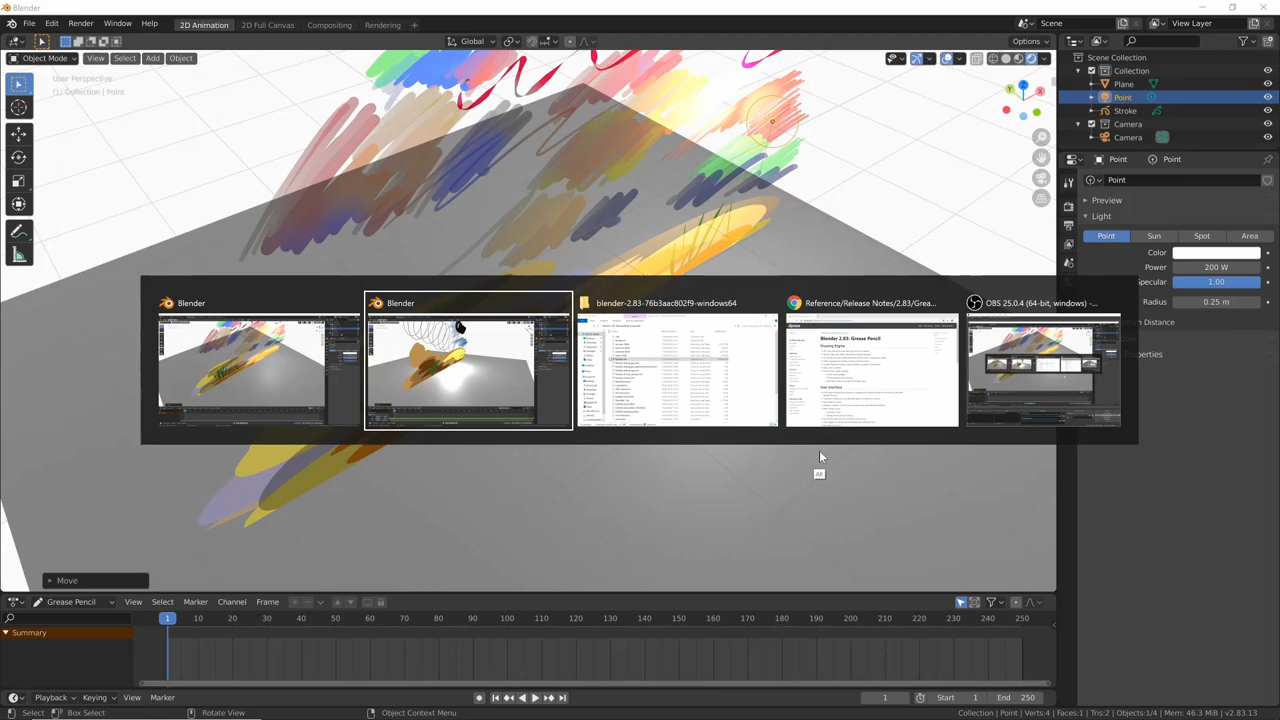 Blender
File Edit Render Window Help 2D Animation 2D Full Canvas Compositing Rendering + Scene View Layer
Global Options
Object Mode View Select Add Object
User Perspective
(1) Collection | Point
Z
Y
X
Scene Collection
Collection
Plane
Point
Stroke
Camera
Camera
Point Point
Point
Preview
Light
Point Sun Spot Area
Color
Power 200 W
Specular 1.00
Radius 0.25 m
Distance
Blender
Blender
blender-2.83-76b3aac802f9-windows64
Reference/Release Notes/2.83/Grea...
OBS 25.0.4 (64-bit, windows) -...
Blender 2.83: Grease Pencil
Alt
Move
Grease Pencil View Select Marker Channel Frame
1 10 20 30 40 50 60 70 80 90 100 110 120 130 140 150 160 170 180 190 200 210 220 230 240 250
Summary
Playback Keying View Marker 1 Start 1 End 250
Select Box Select Rotate View Object Context Menu Collection | Point | Verts:4 | Faces:1 | Tris:2 | Objects:1/4 | Mem: 46.3 MiB | v2.83.13